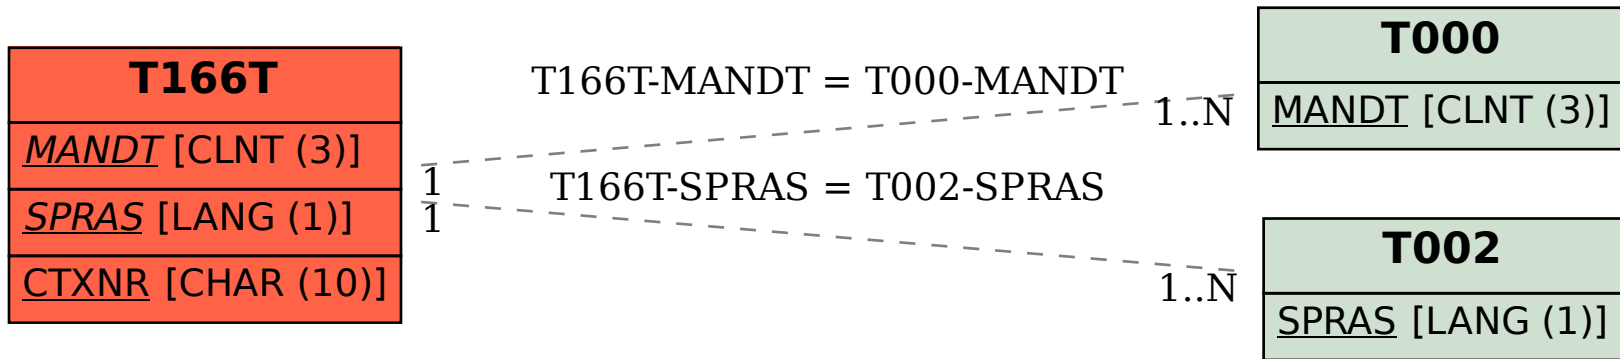 T166T
MANDT [CLNT (3)]
SPRAS [LANG (1)]
CTXNR [CHAR (10)]
T166T-MANDT = T000-MANDT
1
1..N
T166T-SPRAS = T002-SPRAS
1
1..N
T000
MANDT [CLNT (3)]
T002
SPRAS [LANG (1)]